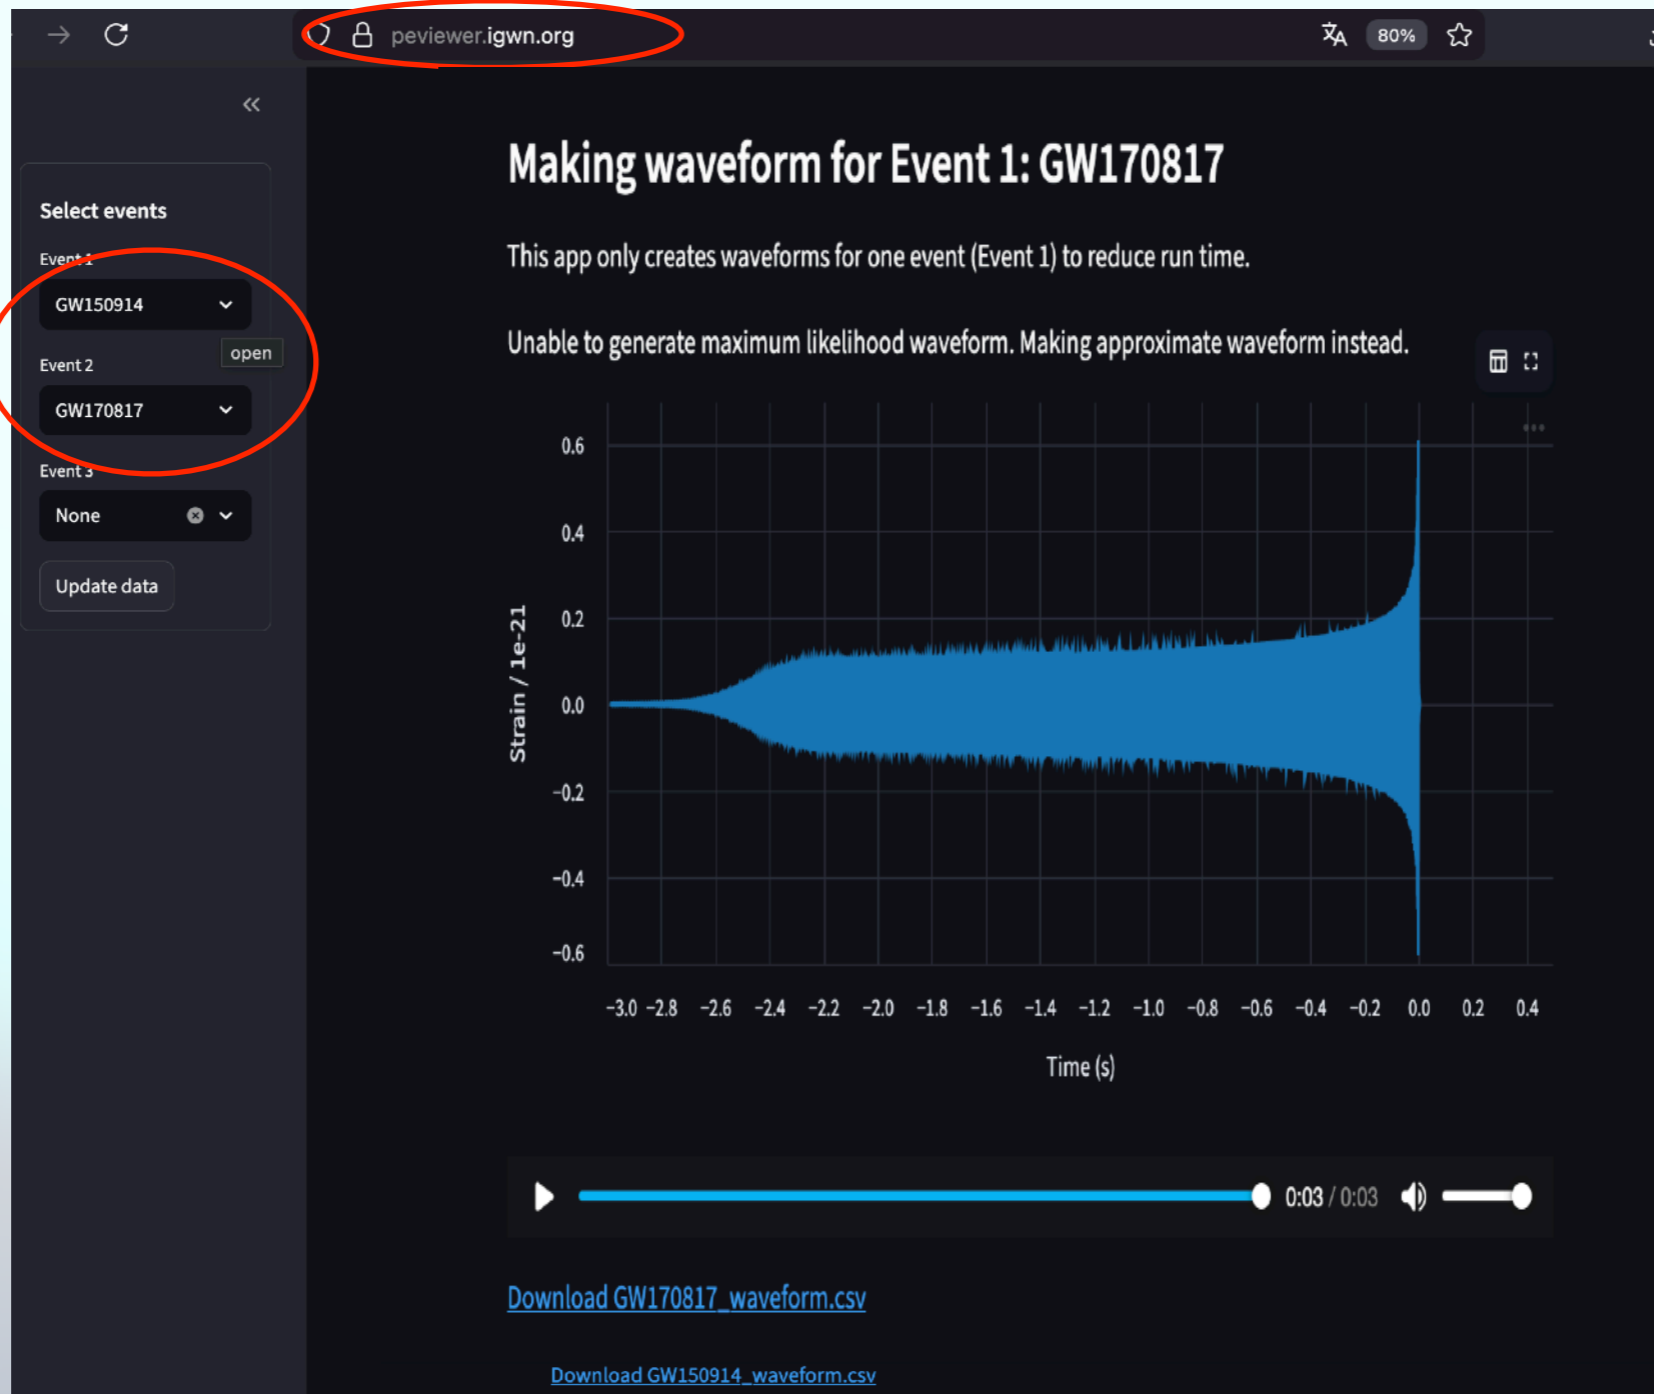 peviewer.igwn.org
80%
Select events
Event 1
GW150914
open
Event 2
GW170817
Event 3
None
Update data
Making waveform for Event 1: GW170817
This app only creates waveforms for one event (Event 1) to reduce run time.
Unable to generate maximum likelihood waveform. Making approximate waveform instead.
0.6
0.4
0.2
0.0
−0.2
−0.4
−0.6
Strain / 1e-21
−3.0 −2.8 −2.6 −2.4 −2.2 −2.0 −1.8 −1.6 −1.4 −1.2 −1.0 −0.8 −0.6 −0.4 −0.2 0.0 0.2 0.4
Time (s)
0:03 / 0:03
Download GW170817_waveform.csv
Download GW150914_waveform.csv